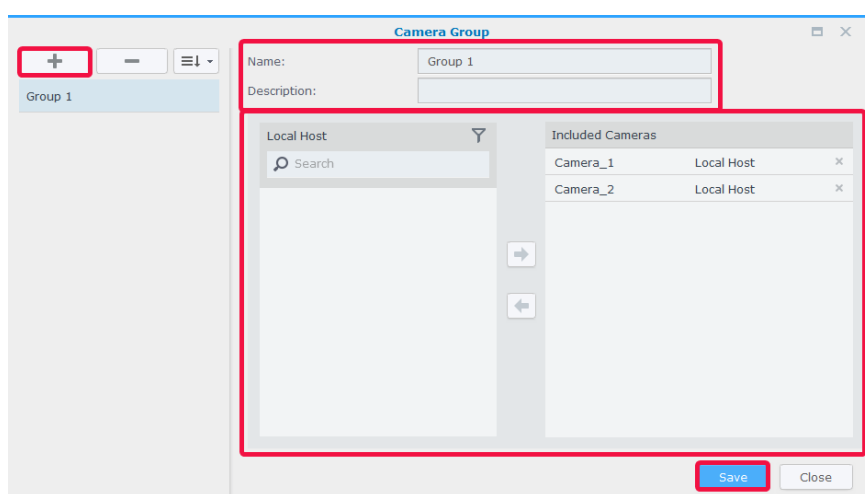 Camera Group
Name:
Group 1
Description:
Group 1
Local Host
Search
Included Cameras
Camera_1 Local Host
Camera_2 Local Host
Save
Close